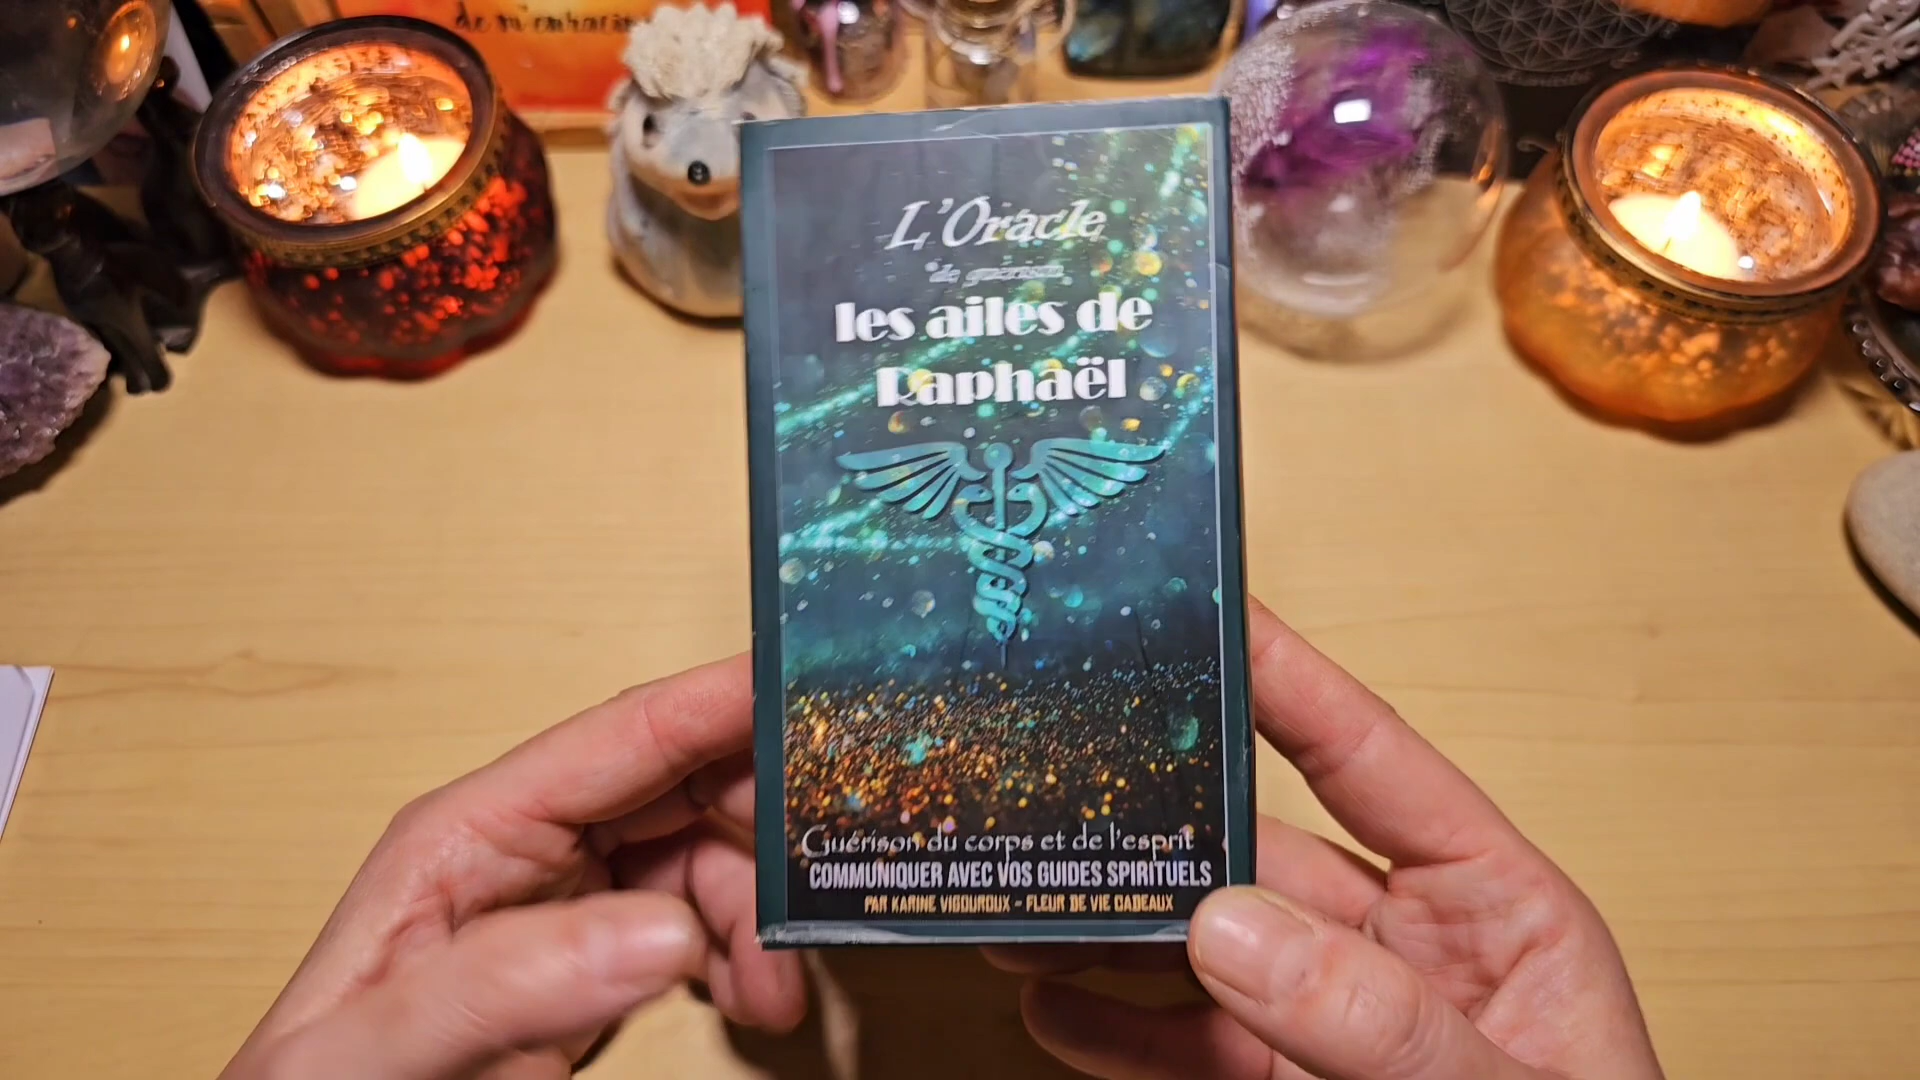 L'Oracle
de guérison
les ailes de
Raphaël
Guérison du corps et de l'esprit
COMMUNIQUER AVEC VOS GUIDES SPIRITUELS
PAR KARINE VIGOUROUX - FLEUR DE VIE CADEAUX